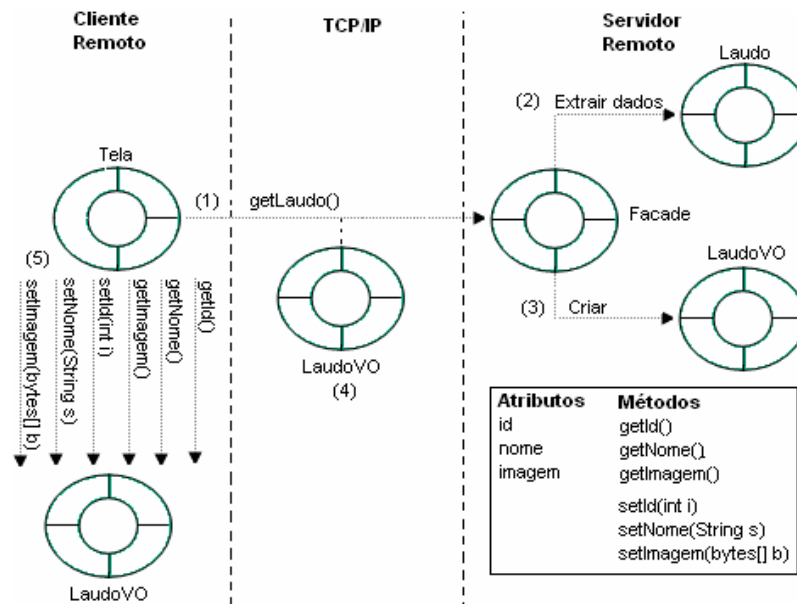 Cliente
Remoto
TCP/IP
Servidor
Remoto
Laudo
(2) Extrair dados
Tela
(1) getLaudo()
Facade
LaudoVO
(3) Criar
(5)
setImagem(bytes[] b)
setNome(String s)
setId(int i)
getImagem()
getNome()
getId()
LaudoVO
(4)
LaudoVO
Atributos Métodos
id getId()
nome getNome()
imagem getImagem()
setId(int i)
setNome(String s)
setImagem(bytes[] b)